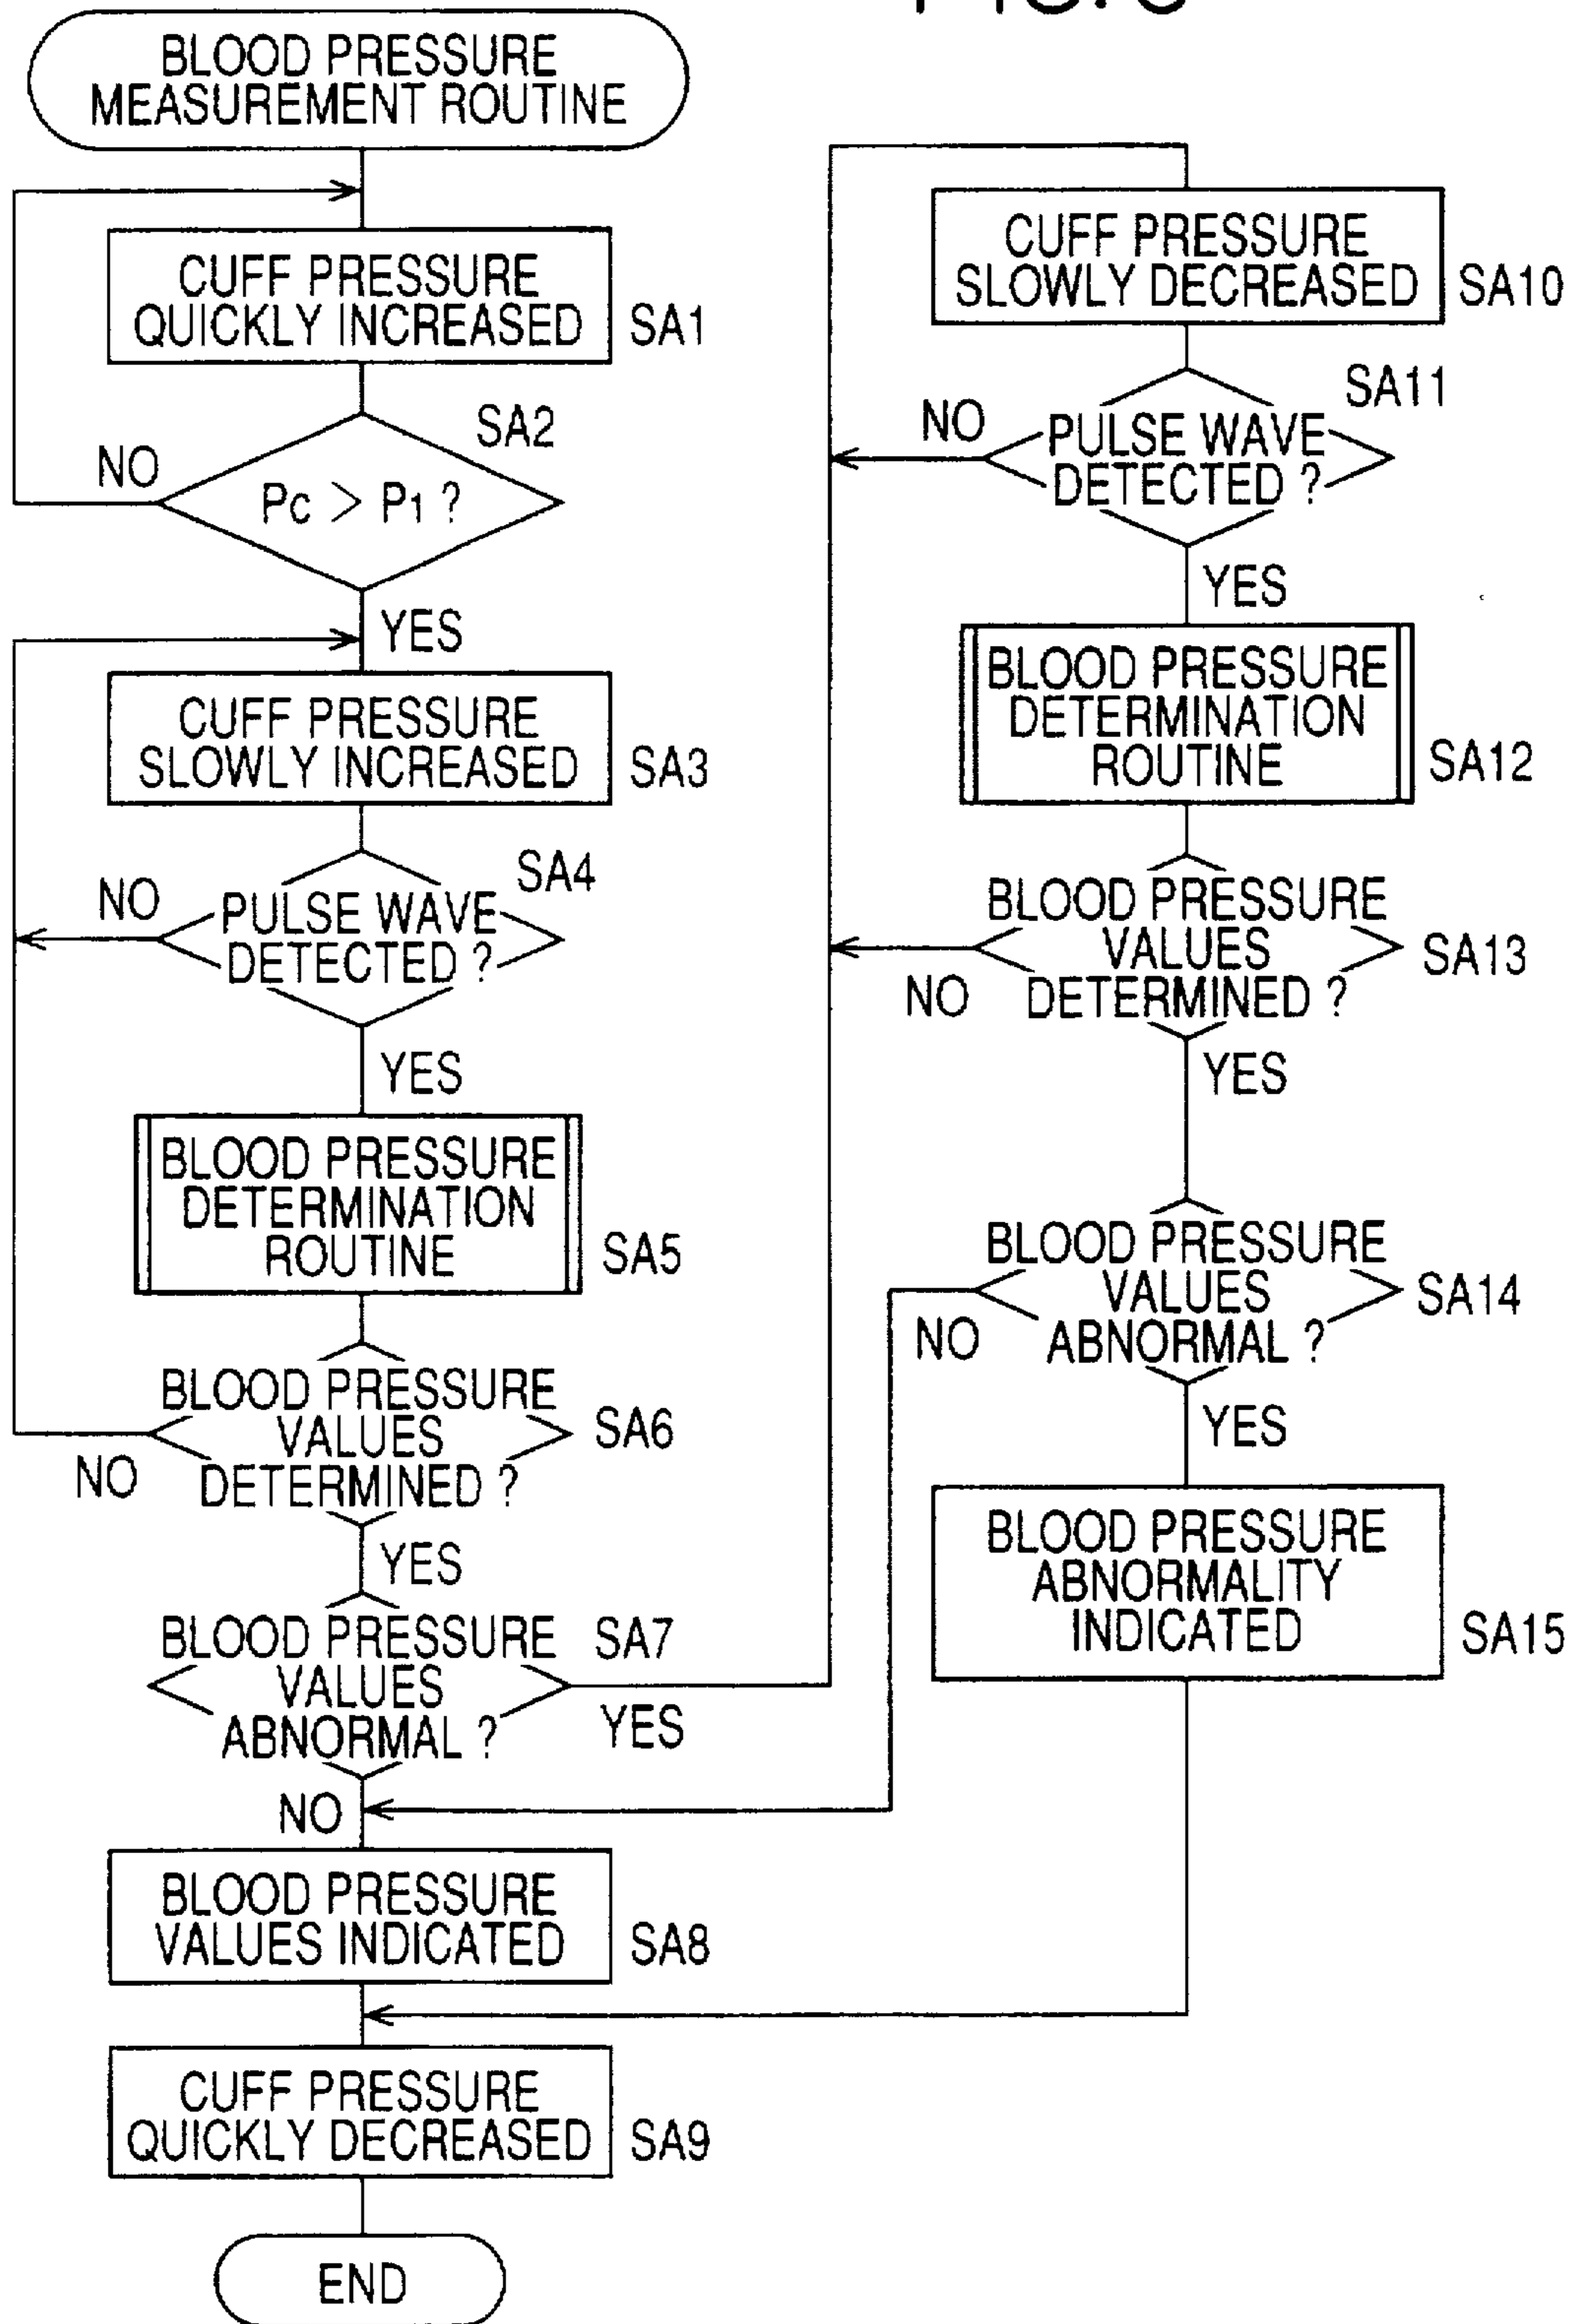 BLOOD PRESSURE
MEASUREMENT ROUTINE
CUFF PRESSURE
QUICKLY INCREASED
SA1
SA2
NO
Pc > P1 ?
YES
CUFF PRESSURE
SLOWLY INCREASED
SA3
SA4
NO
PULSE WAVE
DETECTED ?
YES
BLOOD PRESSURE
DETERMINATION
ROUTINE
SA5
BLOOD PRESSURE
VALUES
DETERMINED ?
SA6
NO
YES
BLOOD PRESSURE
VALUES
ABNORMAL ?
SA7
YES
NO
BLOOD PRESSURE
VALUES INDICATED
SA8
CUFF PRESSURE
QUICKLY DECREASED
SA9
END
CUFF PRESSURE
SLOWLY DECREASED
SA10
SA11
NO
PULSE WAVE
DETECTED ?
YES
BLOOD PRESSURE
DETERMINATION
ROUTINE
SA12
BLOOD PRESSURE
VALUES
DETERMINED ?
SA13
NO
YES
BLOOD PRESSURE
VALUES
ABNORMAL ?
SA14
NO
YES
BLOOD PRESSURE
ABNORMALITY
INDICATED
SA15